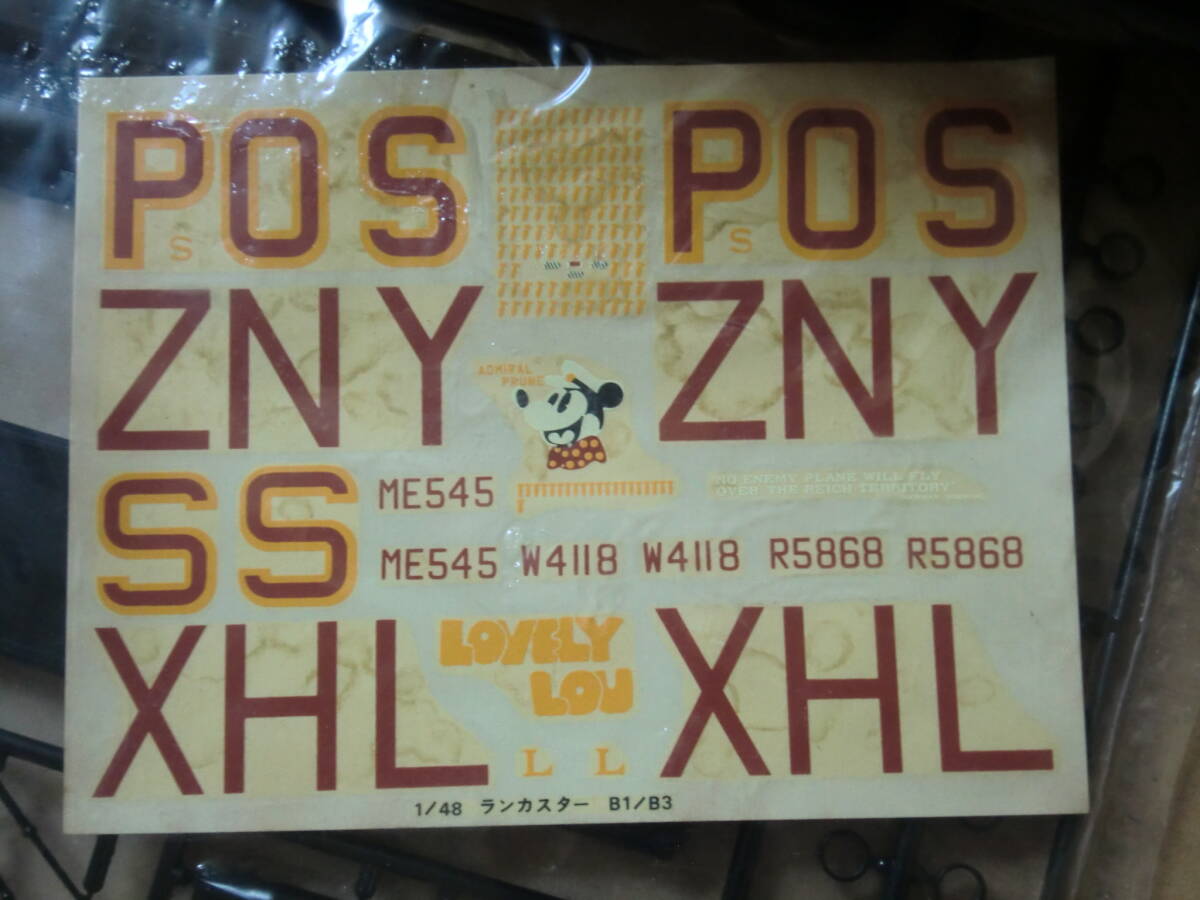 POS
S
POS
S
ZNY
ZNY
ADMIRAL
PRUNE
SS
ME545
NO ENEMY PLANE WILL FLY
OVER THE REICH TERRITORY
ME545 W4118 W4118 R5868 R5868
XHL
LOVELY
LOU
XHL
L L
1/48 ランカスター B1/B3